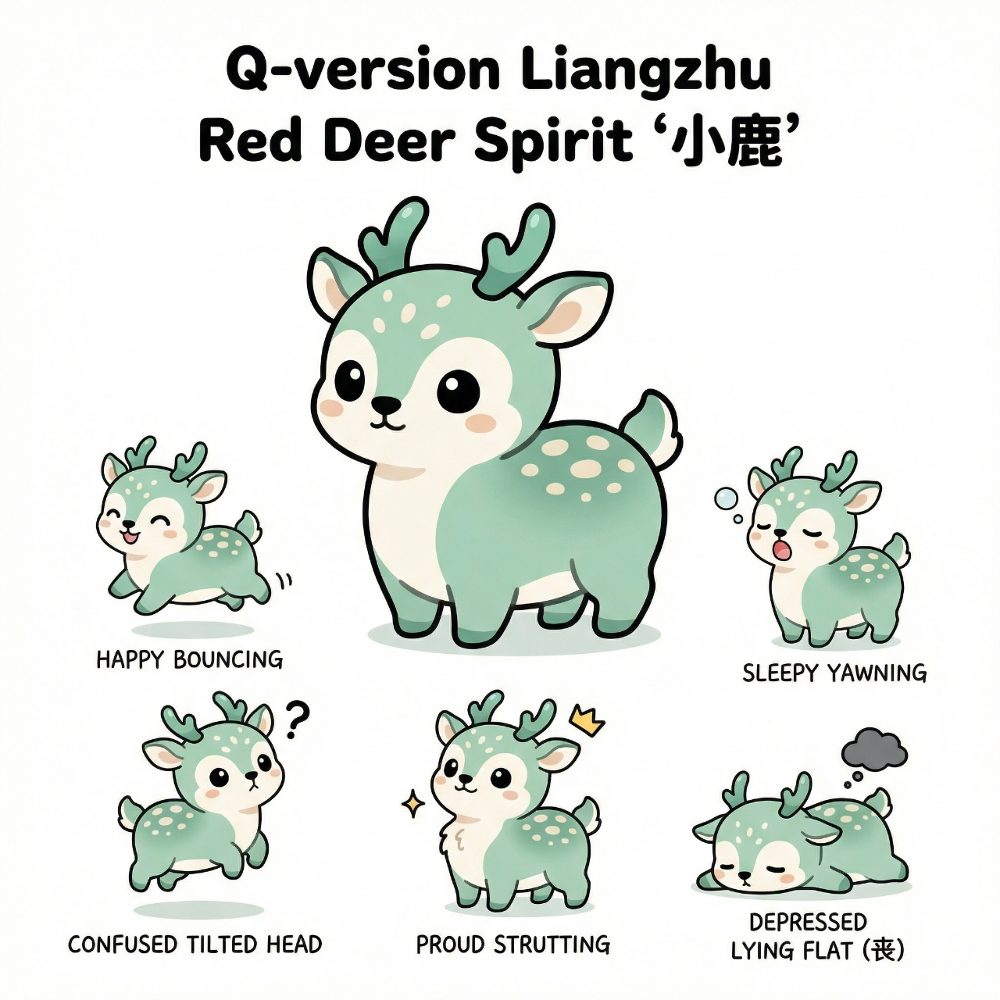 Q-version Liangzhu
Red Deer Spirit ‘小鹿’
HAPPY BOUNCING
SLEEPY YAWNING
?
CONFUSED TILTED HEAD
PROUD STRUTTING
DEPRESSED
LYING FLAT (丧)